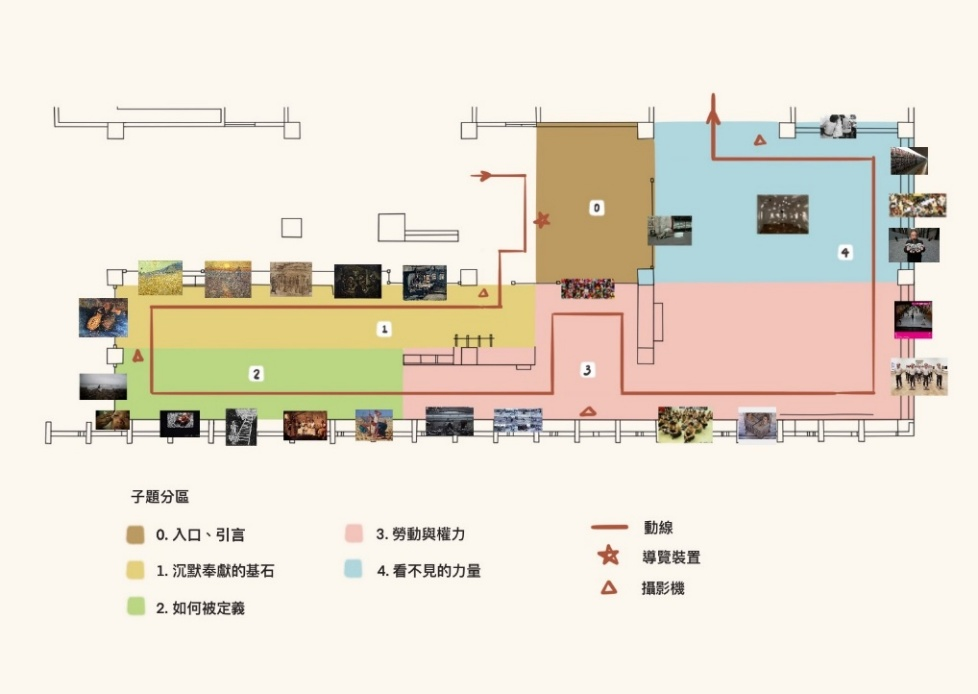 0
4
1
3
2
子題分區
0. 入口、引言
1. 沉默奉獻的基石
2. 如何被定義
3. 勞動與權力
4. 看不見的力量
動線
導覽裝置
攝影機